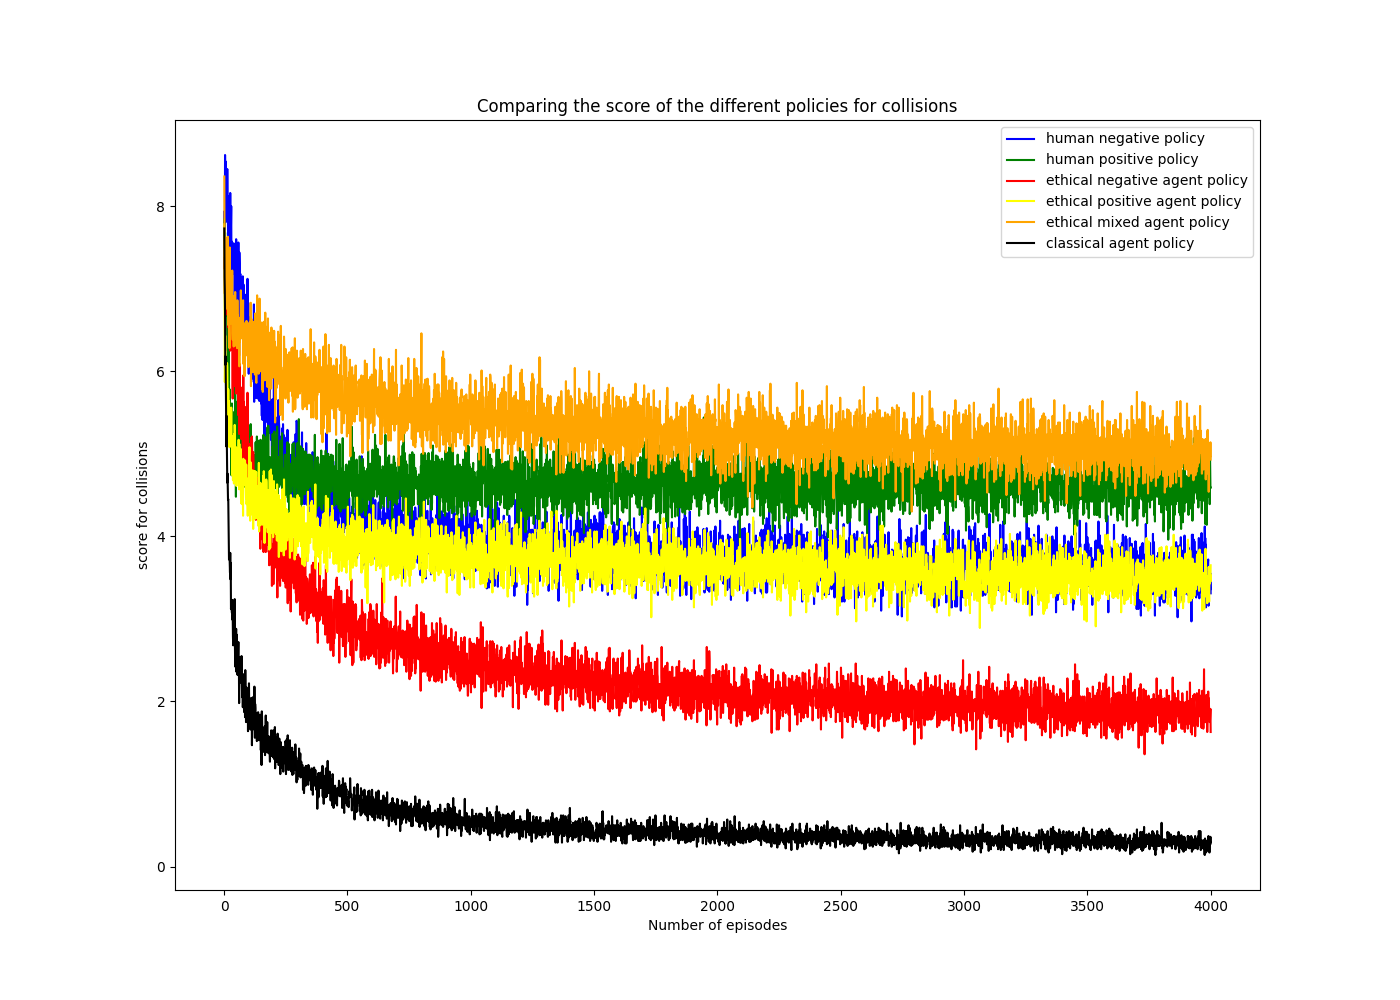 Comparing the score of the different policies for collisions
human negative policy
human positive policy
ethical negative agent policy
ethical positive agent policy
ethical mixed agent policy
classical agent policy
score for collisions
8
6
4
2
0
0 500 1000 1500 2000 2500 3000 3500 4000
Number of episodes